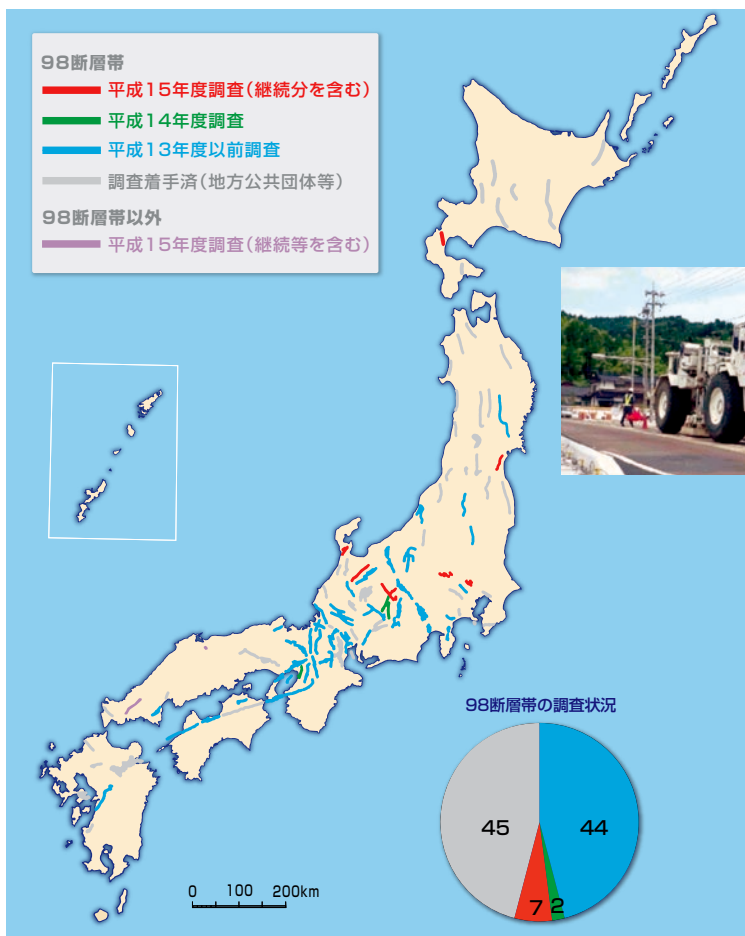 98断層帯
平成15年度調査(継続分を含む)
平成14年度調査
平成13年度以前調査
調査着手済(地方公共団体等)
98断層帯以外
平成15年度調査(継続等を含む)
98断層帯の調査状況
45
44
7
2
0 100 200km